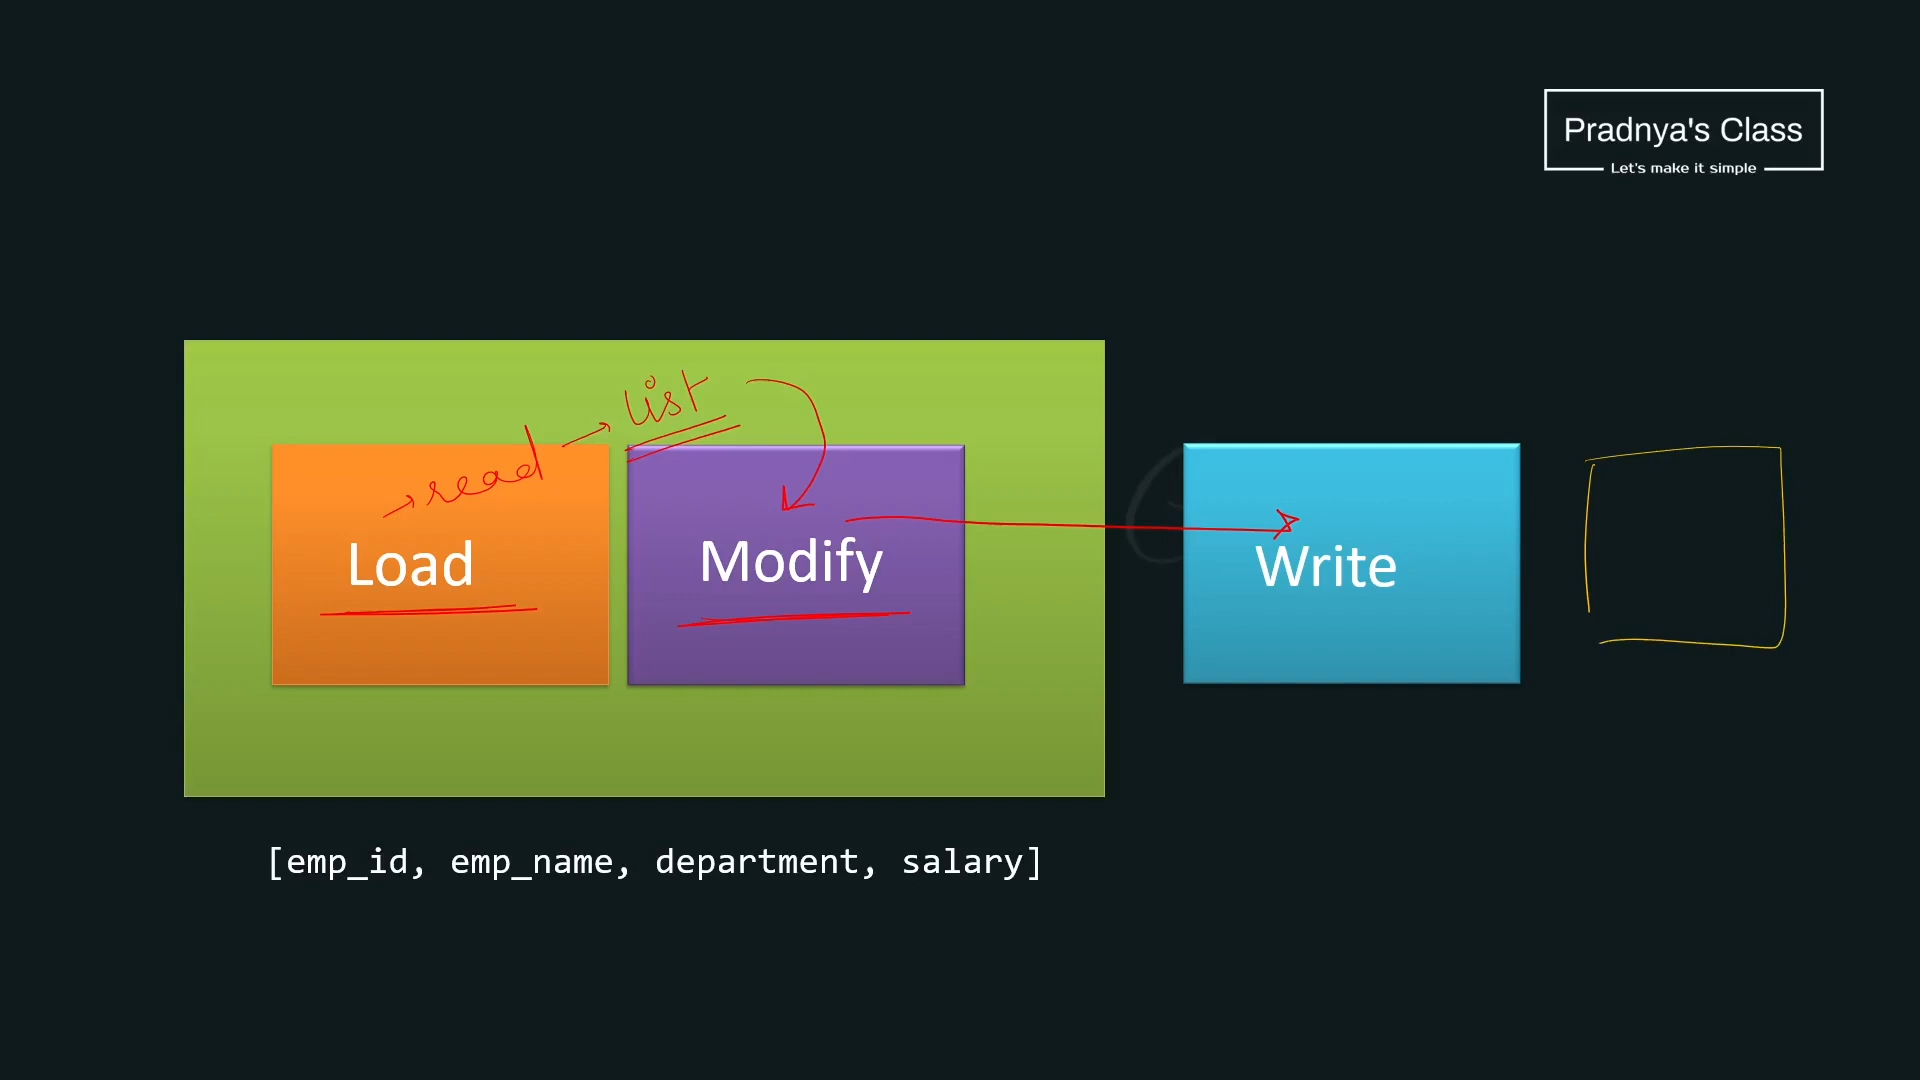 Pradnya's Class
Let's make it simple
→ read → list
Load
Modify
Write
[emp_id, emp_name, department, salary]